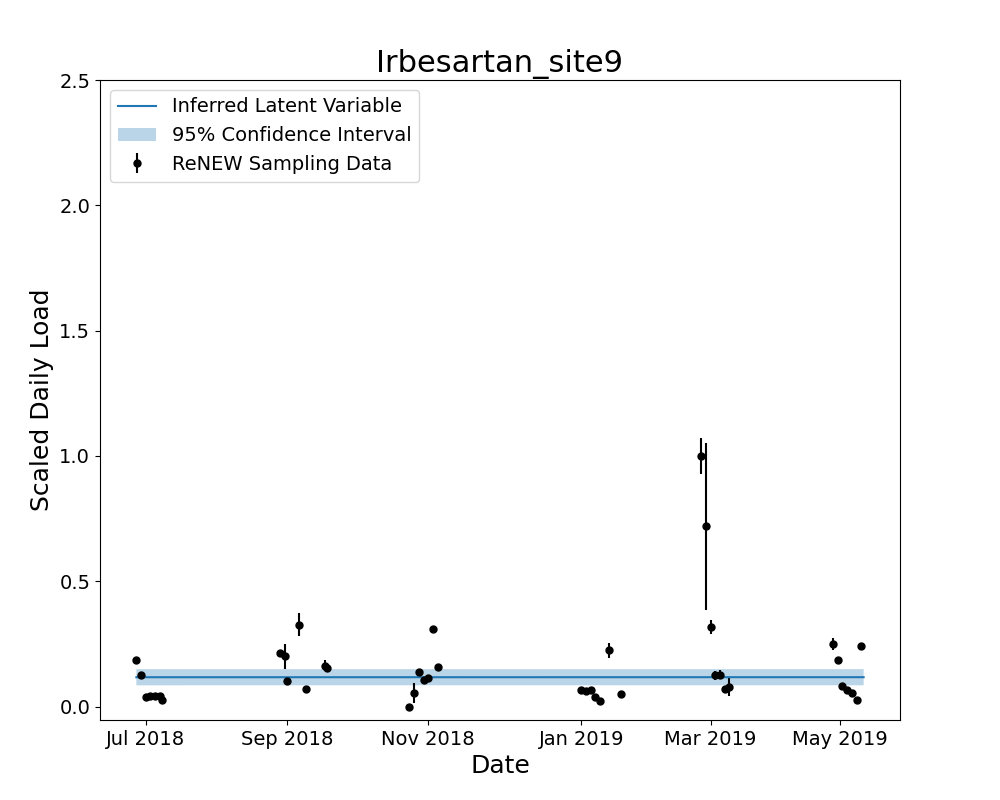 Irbesartan_site9
2.5
Inferred Latent Variable
95% Confidence Interval
ReNEW Sampling Data
2.0
1.5
1.0
0.5
0.0
Scaled Daily Load
Jul 2018 Sep 2018 Nov 2018 Jan 2019 Mar 2019 May 2019
Date